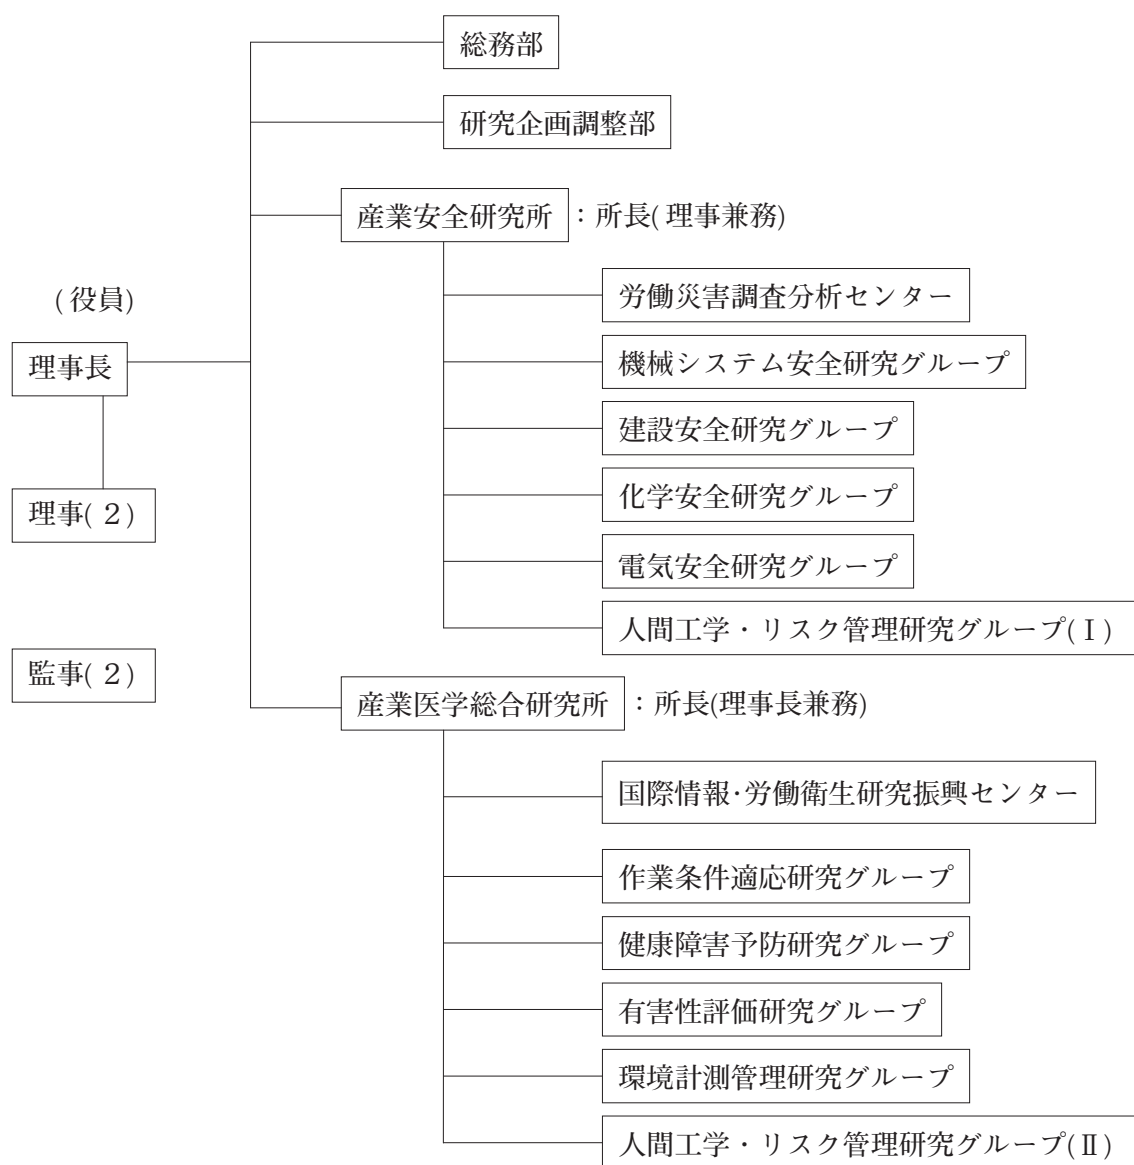 総務部
研究企画調整部
産業安全研究所 : 所長( 理事兼務)
労働災害調査分析センター
(役員)
機械システム安全研究グループ
理事長
建設安全研究グループ
化学安全研究グループ
理事( 2 )
電気安全研究グループ
人間工学・リスク管理研究グループ( I )
監事( 2 )
産業医学総合研究所 : 所長(理事長兼務)
国際情報・労働衛生研究振興センター
作業条件適応研究グループ
健康障害予防研究グループ
有害性評価研究グループ
環境計測管理研究グループ
人間工学・リスク管理研究グループ( Ⅱ )